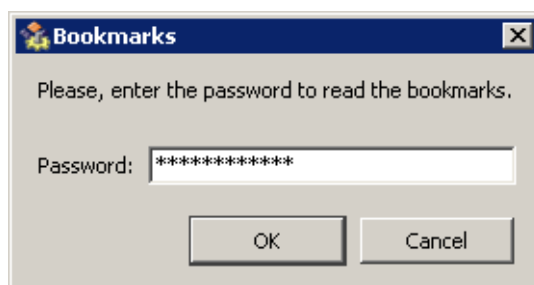 Bookmarks
Please, enter the password to read the bookmarks.
Password: ************
OK Cancel